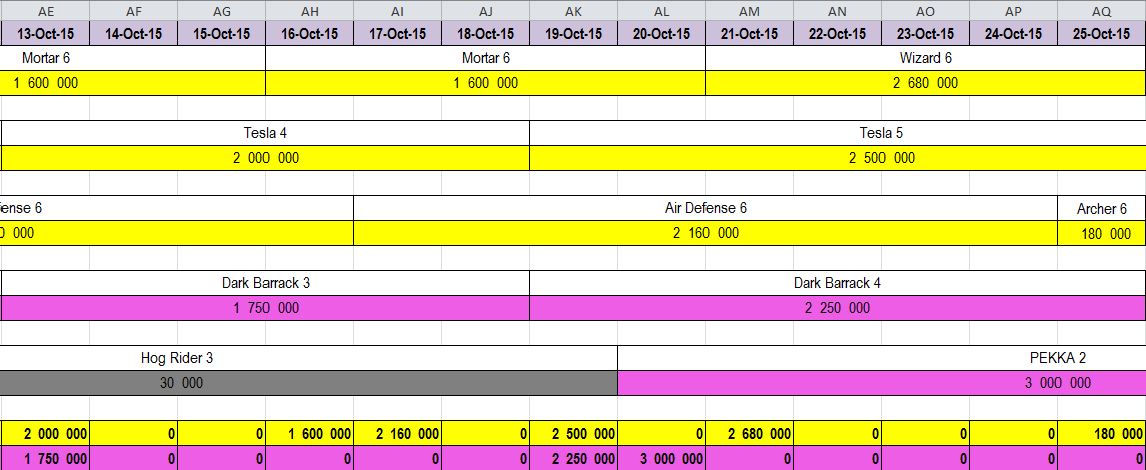 AE AF AG AH AI AJ AK AL AM AN AO AP AQ
13-Oct-15 14-Oct-15 15-Oct-15 16-Oct-15 17-Oct-15 18-Oct-15 19-Oct-15 20-Oct-15 21-Oct-15 22-Oct-15 23-Oct-15 24-Oct-15 25-Oct-15
Mortar 6 Mortar 6 Wizard 6
1 600 000 1 600 000 2 680 000
Tesla 4 Tesla 5
2 000 000 2 500 000
ense 6 Air Defense 6 Archer 6
0 000 2 160 000 180 000
Dark Barrack 3 Dark Barrack 4
1 750 000 2 250 000
Hog Rider 3 PEKKA 2
30 000 3 000 000
2 000 000 0 0 1 600 000 2 160 000 0 2 500 000 0 2 680 000 0 0 0 180 000
1 750 000 0 0 0 0 0 2 250 000 3 000 000 0 0 0 0 0